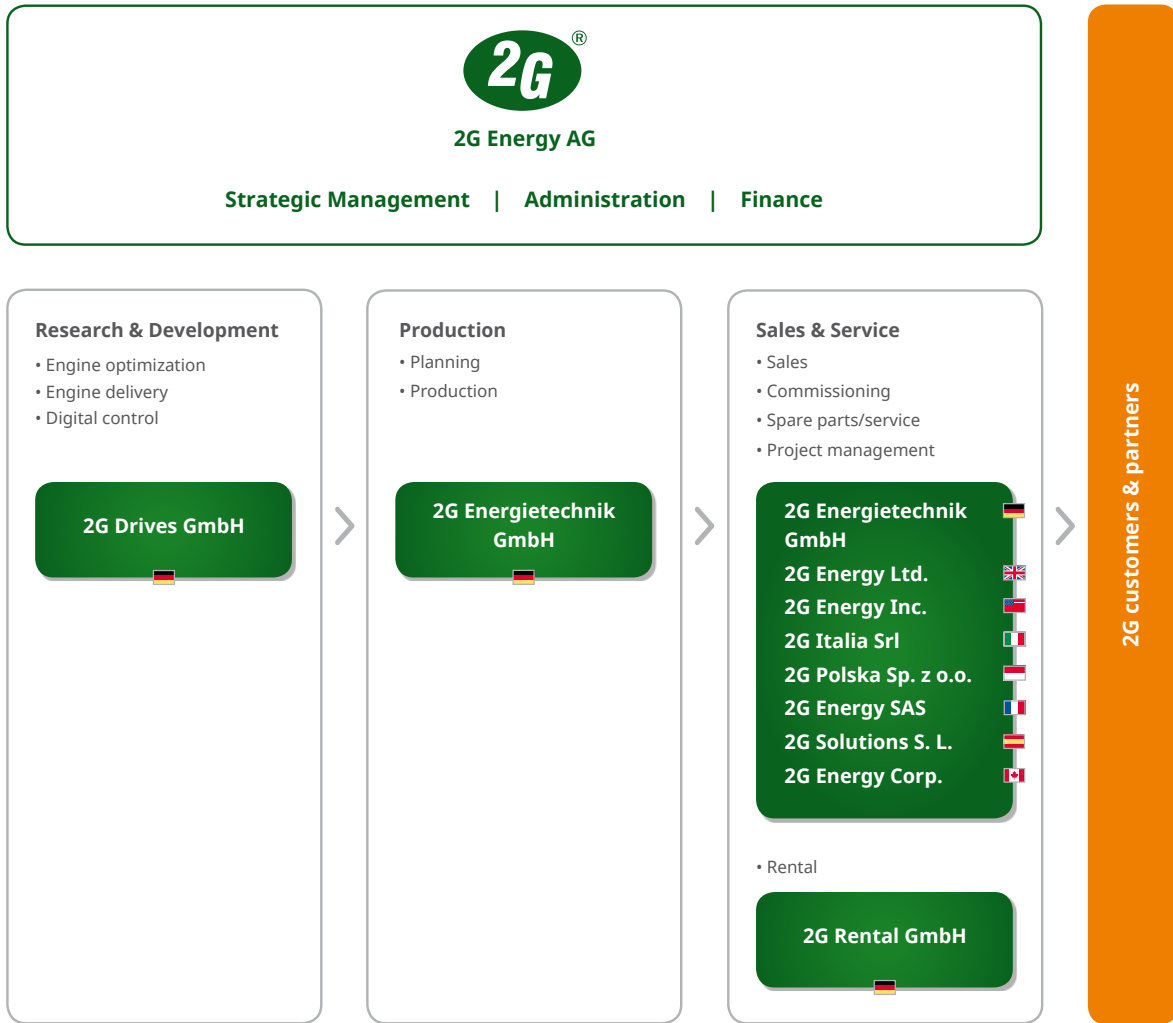 2G®
2G Energy AG
Strategic Management | Administration | Finance
Research & Development
• Engine optimization
• Engine delivery
• Digital control
2G Drives GmbH
Production
• Planning
• Production
2G Energietechnik
GmbH
Sales & Service
• Sales
• Commissioning
• Spare parts/service
• Project management
2G Energietechnik
GmbH
2G Energy Ltd.
2G Energy Inc.
2G Italia Srl
2G Polska Sp. z o.o.
2G Energy SAS
2G Solutions S. L.
2G Energy Corp.
• Rental
2G Rental GmbH
2G customers & partners